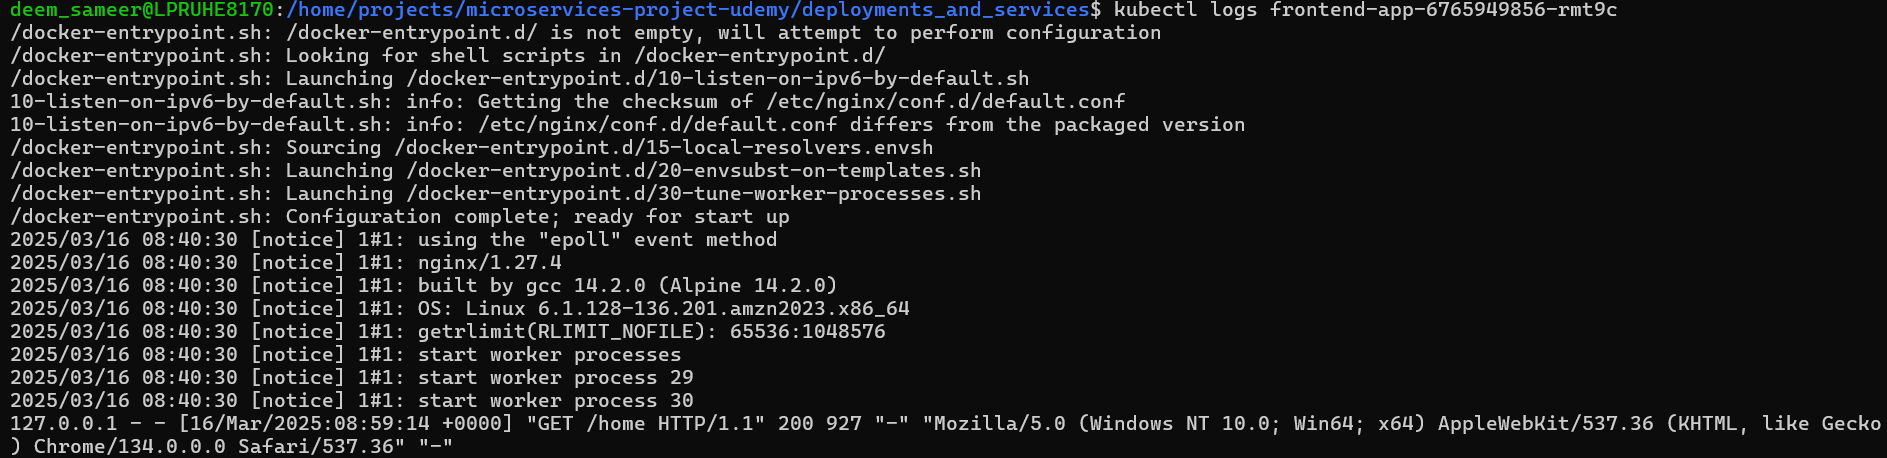 deem_sameer@LPRUHE8170:/home/projects/microservices-project-udemy/deployments_and_services$ kubectl logs frontend-app-6765949856-rmt9c
/docker-entrypoint.sh: /docker-entrypoint.d/ is not empty, will attempt to perform configuration
/docker-entrypoint.sh: Looking for shell scripts in /docker-entrypoint.d/
/docker-entrypoint.sh: Launching /docker-entrypoint.d/10-listen-on-ipv6-by-default.sh
10-listen-on-ipv6-by-default.sh: info: Getting the checksum of /etc/nginx/conf.d/default.conf
10-listen-on-ipv6-by-default.sh: info: /etc/nginx/conf.d/default.conf differs from the packaged version
/docker-entrypoint.sh: Sourcing /docker-entrypoint.d/15-local-resolvers.envsh
/docker-entrypoint.sh: Launching /docker-entrypoint.d/20-envsubst-on-templates.sh
/docker-entrypoint.sh: Launching /docker-entrypoint.d/30-tune-worker-processes.sh
/docker-entrypoint.sh: Configuration complete; ready for start up
2025/03/16 08:40:30 [notice] 1#1: using the "epoll" event method
2025/03/16 08:40:30 [notice] 1#1: nginx/1.27.4
2025/03/16 08:40:30 [notice] 1#1: built by gcc 14.2.0 (Alpine 14.2.0)
2025/03/16 08:40:30 [notice] 1#1: OS: Linux 6.1.128-136.201.amzn2023.x86_64
2025/03/16 08:40:30 [notice] 1#1: getrlimit(RLIMIT_NOFILE): 65536:1048576
2025/03/16 08:40:30 [notice] 1#1: start worker processes
2025/03/16 08:40:30 [notice] 1#1: start worker process 29
2025/03/16 08:40:30 [notice] 1#1: start worker process 30
127.0.0.1 - - [16/Mar/2025:08:59:14 +0000] "GET /home HTTP/1.1" 200 927 "-" "Mozilla/5.0 (Windows NT 10.0; Win64; x64) AppleWebKit/537.36 (KHTML, like Gecko
) Chrome/134.0.0.0 Safari/537.36" "-"